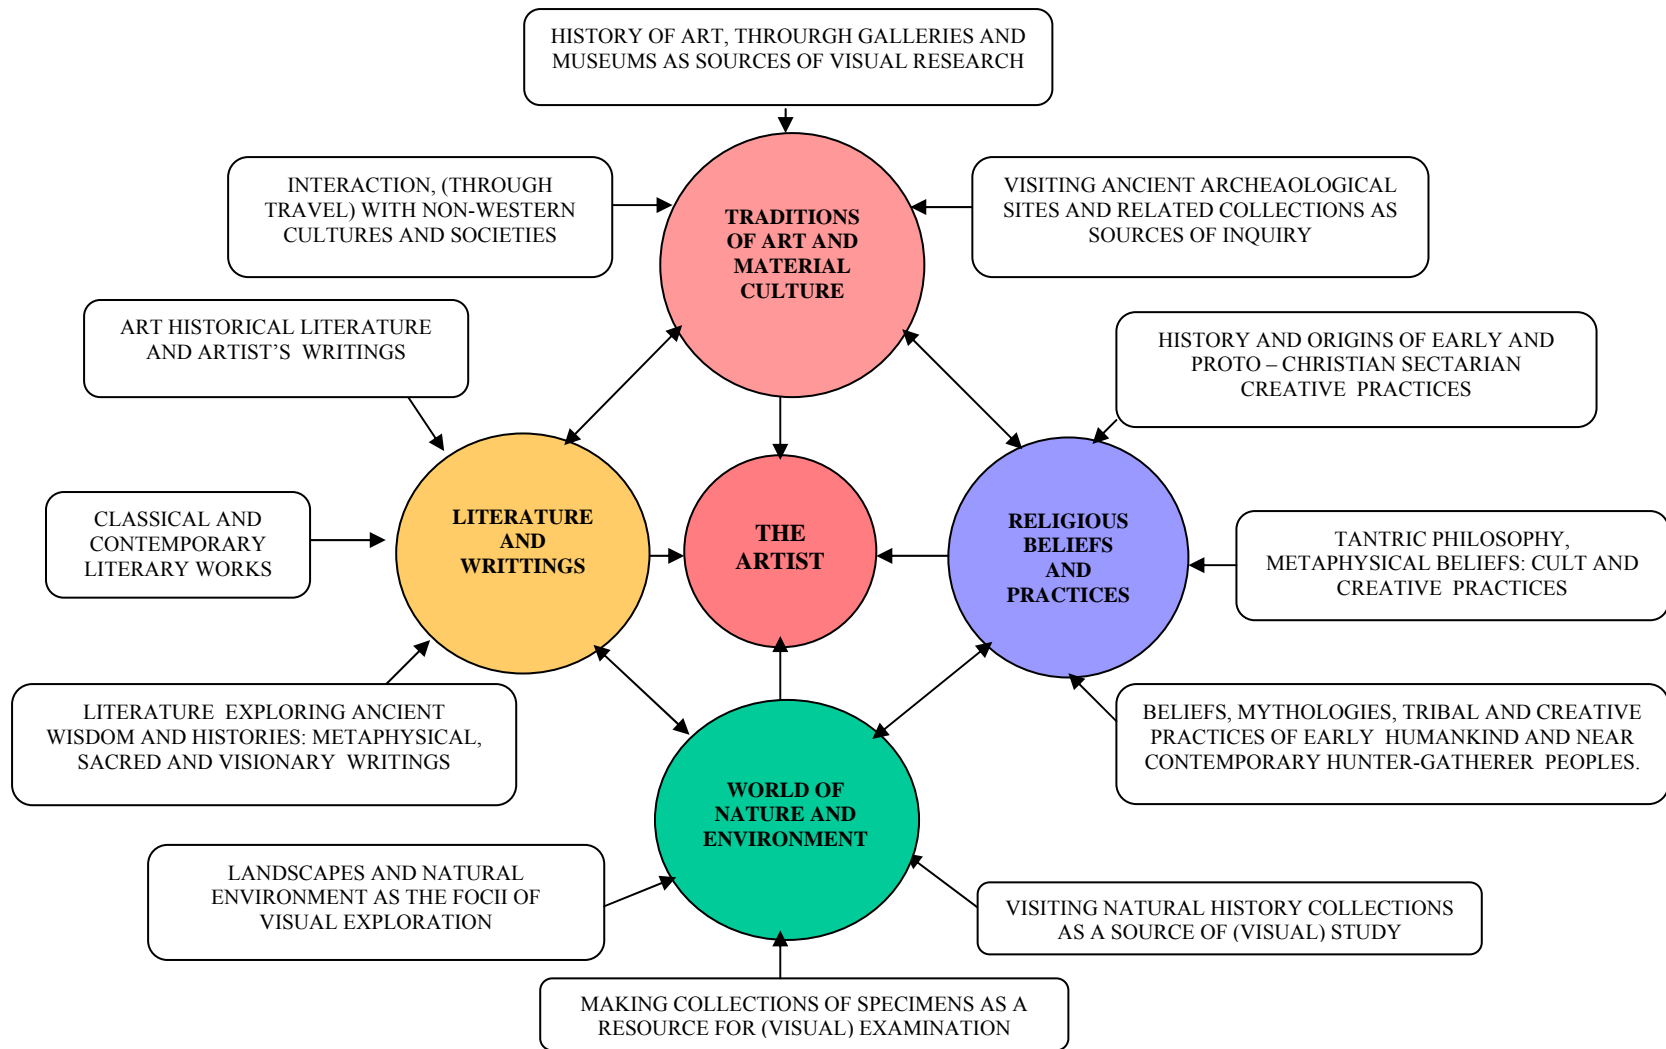 HISTORY OF ART, THROURGH GALLERIES AND
MUSEUMS AS SOURCES OF VISUAL RESEARCH
INTERACTION, (THROUGH
TRAVEL) WITH NON-WESTERN
CULTURES AND SOCIETIES
TRADITIONS
OF ART AND
MATERIAL
CULTURE
VISITING ANCIENT ARCHEAOLOGICAL
SITES AND RELATED COLLECTIONS AS
SOURCES OF INQUIRY
ART HISTORICAL LITERATURE
AND ARTIST’S WRITINGS
HISTORY AND ORIGINS OF EARLY AND
PROTO – CHRISTIAN SECTARIAN
CREATIVE PRACTICES
CLASSICAL AND
CONTEMPORARY
LITERARY WORKS
LITERATURE
AND
WRITTINGS
THE
ARTIST
RELIGIOUS
BELIEFS
AND
PRACTICES
TANTRIC PHILOSOPHY,
METAPHYSICAL BELIEFS: CULT AND
CREATIVE PRACTICES
LITERATURE EXPLORING ANCIENT
WISDOM AND HISTORIES: METAPHYSICAL,
SACRED AND VISIONARY WRITINGS
BELIEFS, MYTHOLOGIES, TRIBAL AND CREATIVE
PRACTICES OF EARLY HUMANKIND AND NEAR
CONTEMPORARY HUNTER-GATHERER PEOPLES.
WORLD OF
NATURE AND
ENVIRONMENT
LANDSCAPES AND NATURAL
ENVIRONMENT AS THE FOCII OF
VISUAL EXPLORATION
VISITING NATURAL HISTORY COLLECTIONS
AS A SOURCE OF (VISUAL) STUDY
MAKING COLLECTIONS OF SPECIMENS AS A
RESOURCE FOR (VISUAL) EXAMINATION